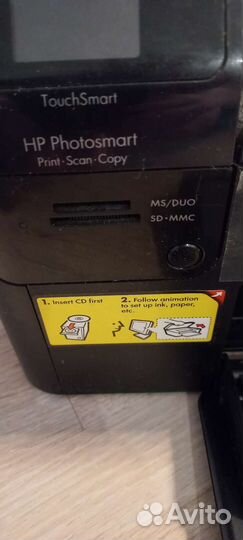 TouchSmart
HP Photosmart
Print·Scan·Copy
MS/DUO
SD·MMC
1. Insert CD first
2. Follow animation
to set up ink, paper,
etc.
Avito